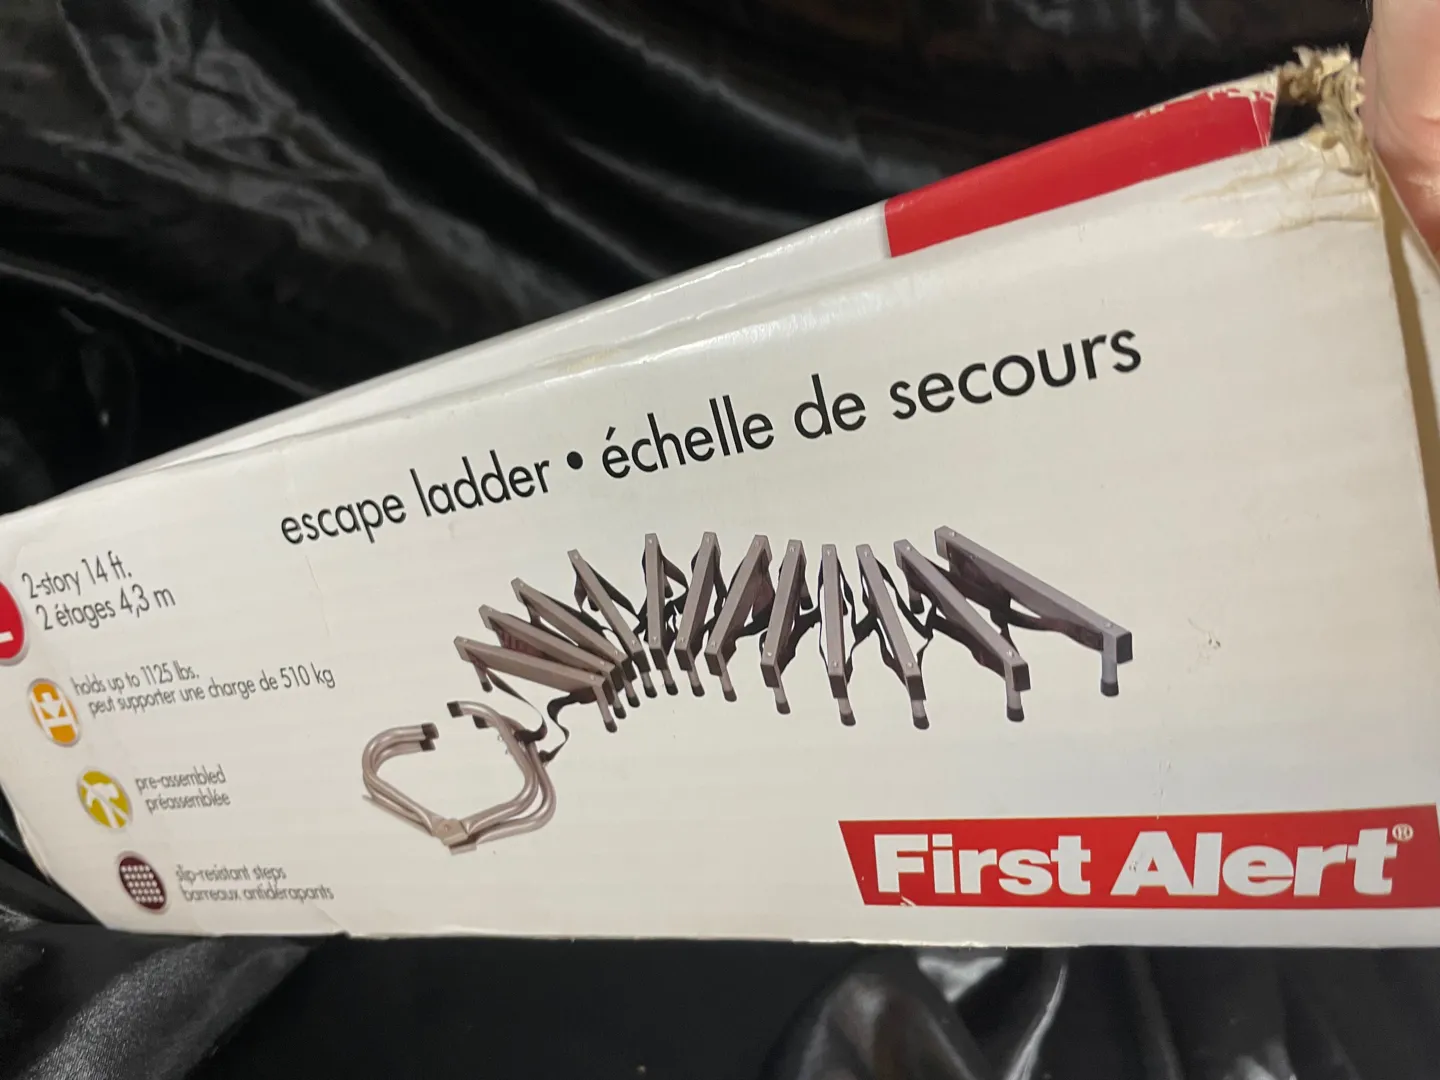 escape ladder • échelle de secours
2-story 14 ft.
2 étages 4,3 m
holds up to 1125 lbs.
peut supporter une charge de 510 kg
pre-assembled
préassemblée
slip-resistant steps
barreaux antidérapants
First Alert®